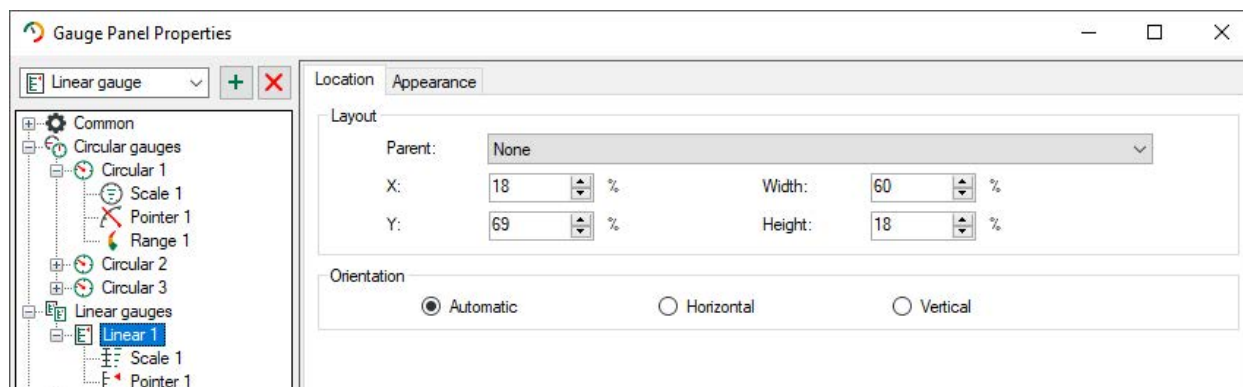 Gauge Panel Properties
Linear gauge
Common
Circular gauges
Circular 1
Scale 1
Pointer 1
Range 1
Circular 2
Circular 3
Linear gauges
Linear 1
Scale 1
Pointer 1
Location Appearance
Layout
Parent: None
X: 18 % Width: 60 %
Y: 69 % Height: 18 %
Orientation
Automatic Horizontal Vertical